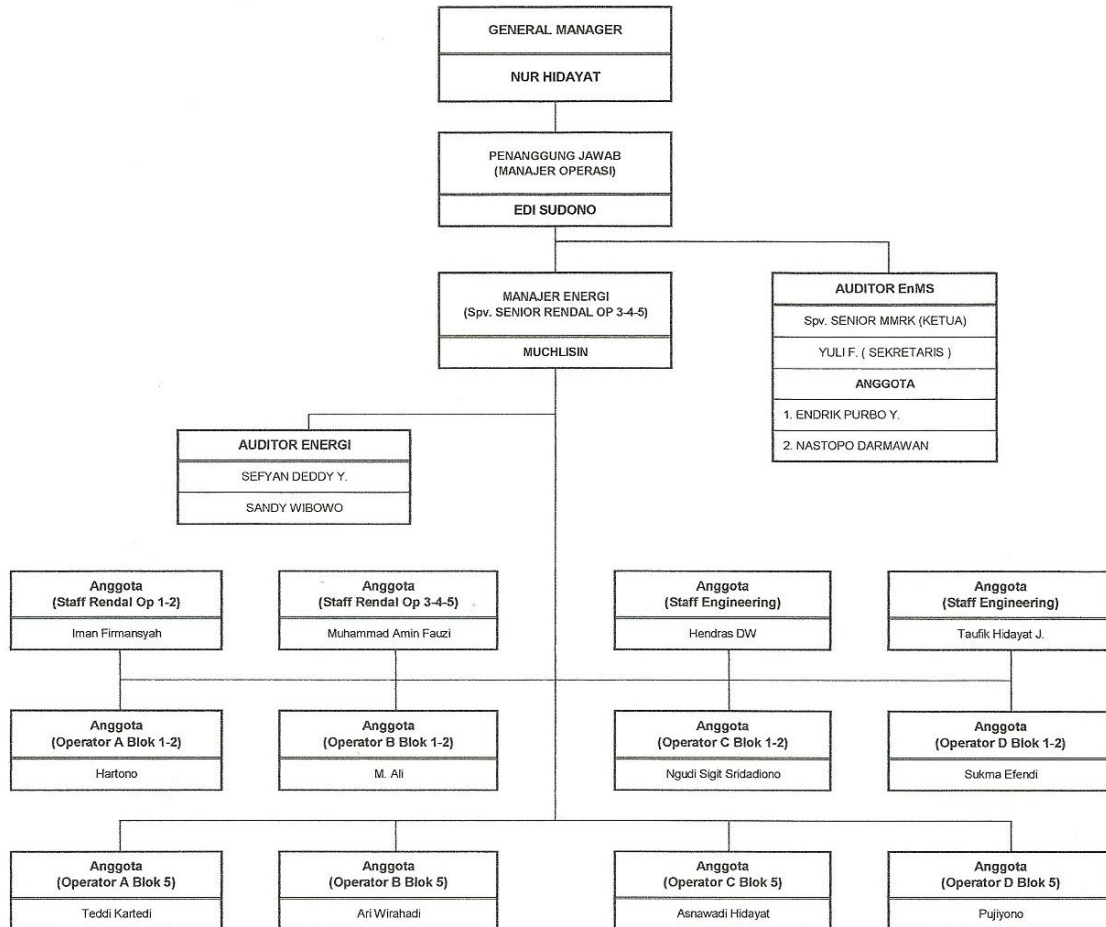 GENERAL MANAGER
NUR HIDAYAT
PENANGGUNG JAWAB
(MANAJER OPERASI)
EDI SUDONO
MANAJER ENERGI
(Spv. SENIOR RENDAL OP 3-4-5)
MUCHLISIN
AUDITOR EnMS
Spv. SENIOR MMRK (KETUA)
YULI F. ( SEKRETARIS )
ANGGOTA
1. ENDRIK PURBO Y.
2. NASTOPO DARMAWAN
AUDITOR ENERGI
SEFYAN DEDDY Y.
SANDY WIBOWO
Anggota
(Staff Rendal Op 1-2)
Iman Firmansyah
Anggota
(Staff Rendal Op 3-4-5)
Muhammad Amin Fauzi
Anggota
(Staff Engineering)
Hendras DW
Anggota
(Staff Engineering)
Taufik Hidayat J.
Anggota
(Operator A Blok 1-2)
Hartono
Anggota
(Operator B Blok 1-2)
M. Ali
Anggota
(Operator C Blok 1-2)
Ngudi Sigit Sridadiono
Anggota
(Operator D Blok 1-2)
Sukma Efendi
Anggota
(Operator A Blok 5)
Teddi Kartedi
Anggota
(Operator B Blok 5)
Ari Wirahadi
Anggota
(Operator C Blok 5)
Asnawadi Hidayat
Anggota
(Operator D Blok 5)
Pujiyono